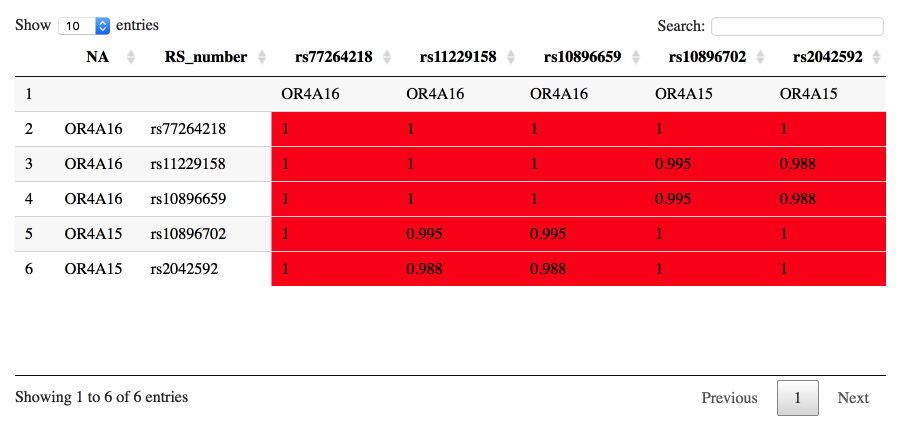 Show 10 entries Search:
NA RS_number rs77264218 rs11229158 rs10896659 rs10896702 rs2042592
1 OR4A16 OR4A16 OR4A16 OR4A15 OR4A15
2 OR4A16 rs77264218 1 1 1 1 1
3 OR4A16 rs11229158 1 1 1 0.995 0.988
4 OR4A16 rs10896659 1 1 1 0.995 0.988
5 OR4A15 rs10896702 1 0.995 0.995 1 1
6 OR4A15 rs2042592 1 0.988 0.988 1 1
Showing 1 to 6 of 6 entries Previous 1 Next